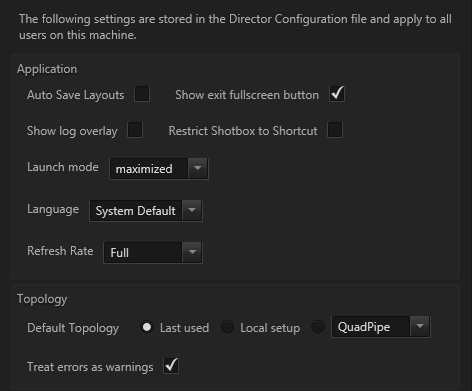 The following settings are stored in the Director Configuration file and apply to all
users on this machine.
Application
Auto Save Layouts Show exit fullscreen button
Show log overlay Restrict Shotbox to Shortcut
Launch mode maximized
Language System Default
Refresh Rate Full
Topology
Default Topology Last used Local setup QuadPipe
Treat errors as warnings